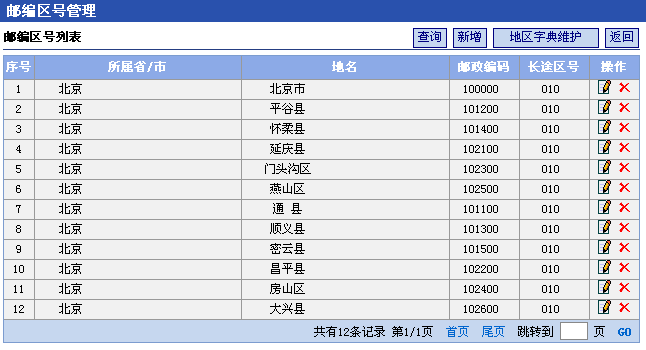 邮编区号管理
邮编区号列表 查询 新增 地区字典维护 返回
序号 所属省/市 地名 邮政编码 长途区号 操作
1 北京 北京市 100000 010
2 北京 平谷县 101200 010
3 北京 怀柔县 101400 010
4 北京 延庆县 102100 010
5 北京 门头沟区 102300 010
6 北京 燕山区 102500 010
7 北京 通 县 101100 010
8 北京 顺义县 101300 010
9 北京 密云县 101500 010
10 北京 昌平县 102200 010
11 北京 房山区 102400 010
12 北京 大兴县 102600 010
共有12条记录 第1/1页 首页 尾页 跳转到 页 GO